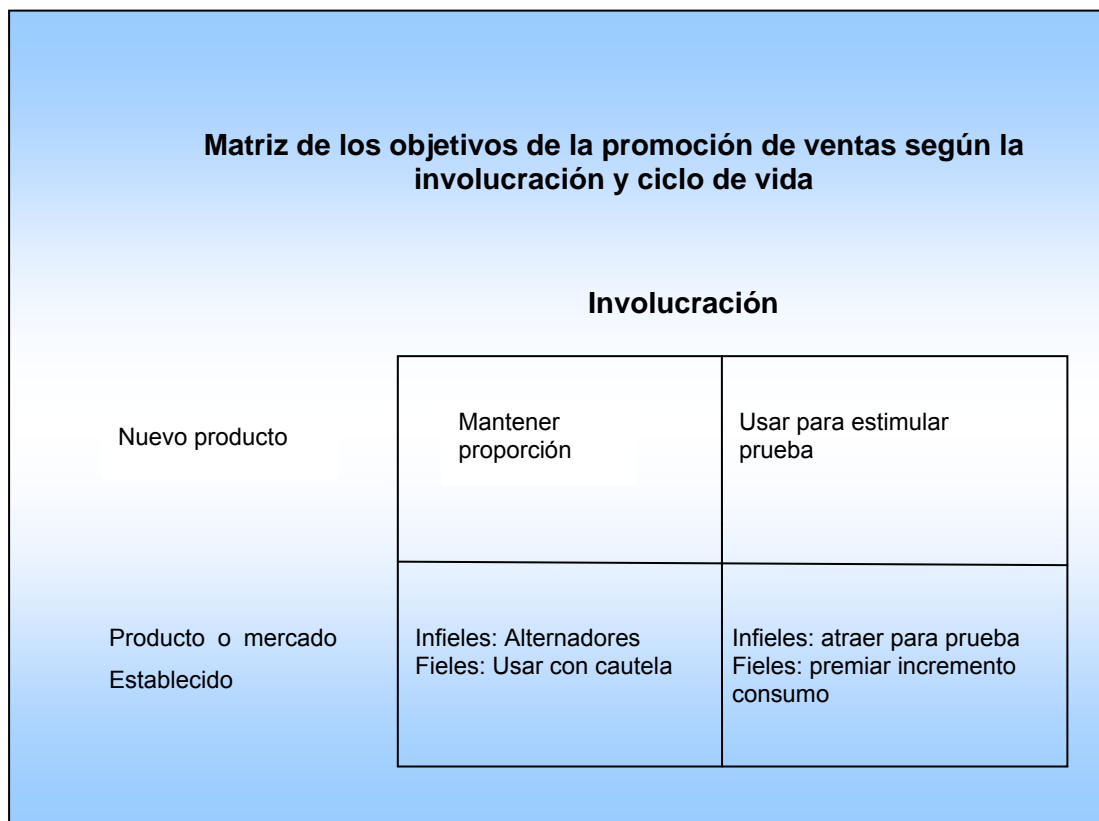 Matriz de los objetivos de la promoción de ventas según la
involucración y ciclo de vida
Involucración
Nuevo producto
Mantener
proporción
Usar para estimular
prueba
Producto o mercado
Establecido
Infieles: Alternadores
Fieles: Usar con cautela
Infieles: atraer para prueba
Fieles: premiar incremento
consumo